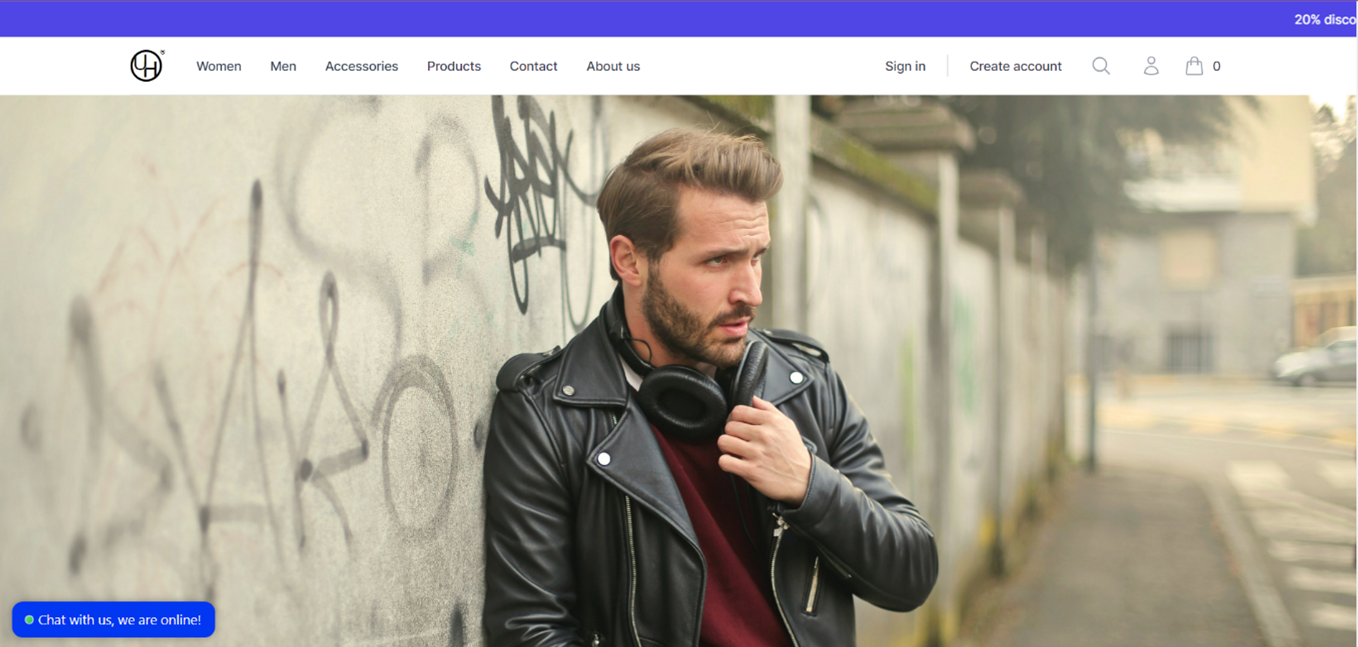 20% disco
UH
Women Men Accessories Products Contact About us Sign in Create account 0
Chat with us, we are online!